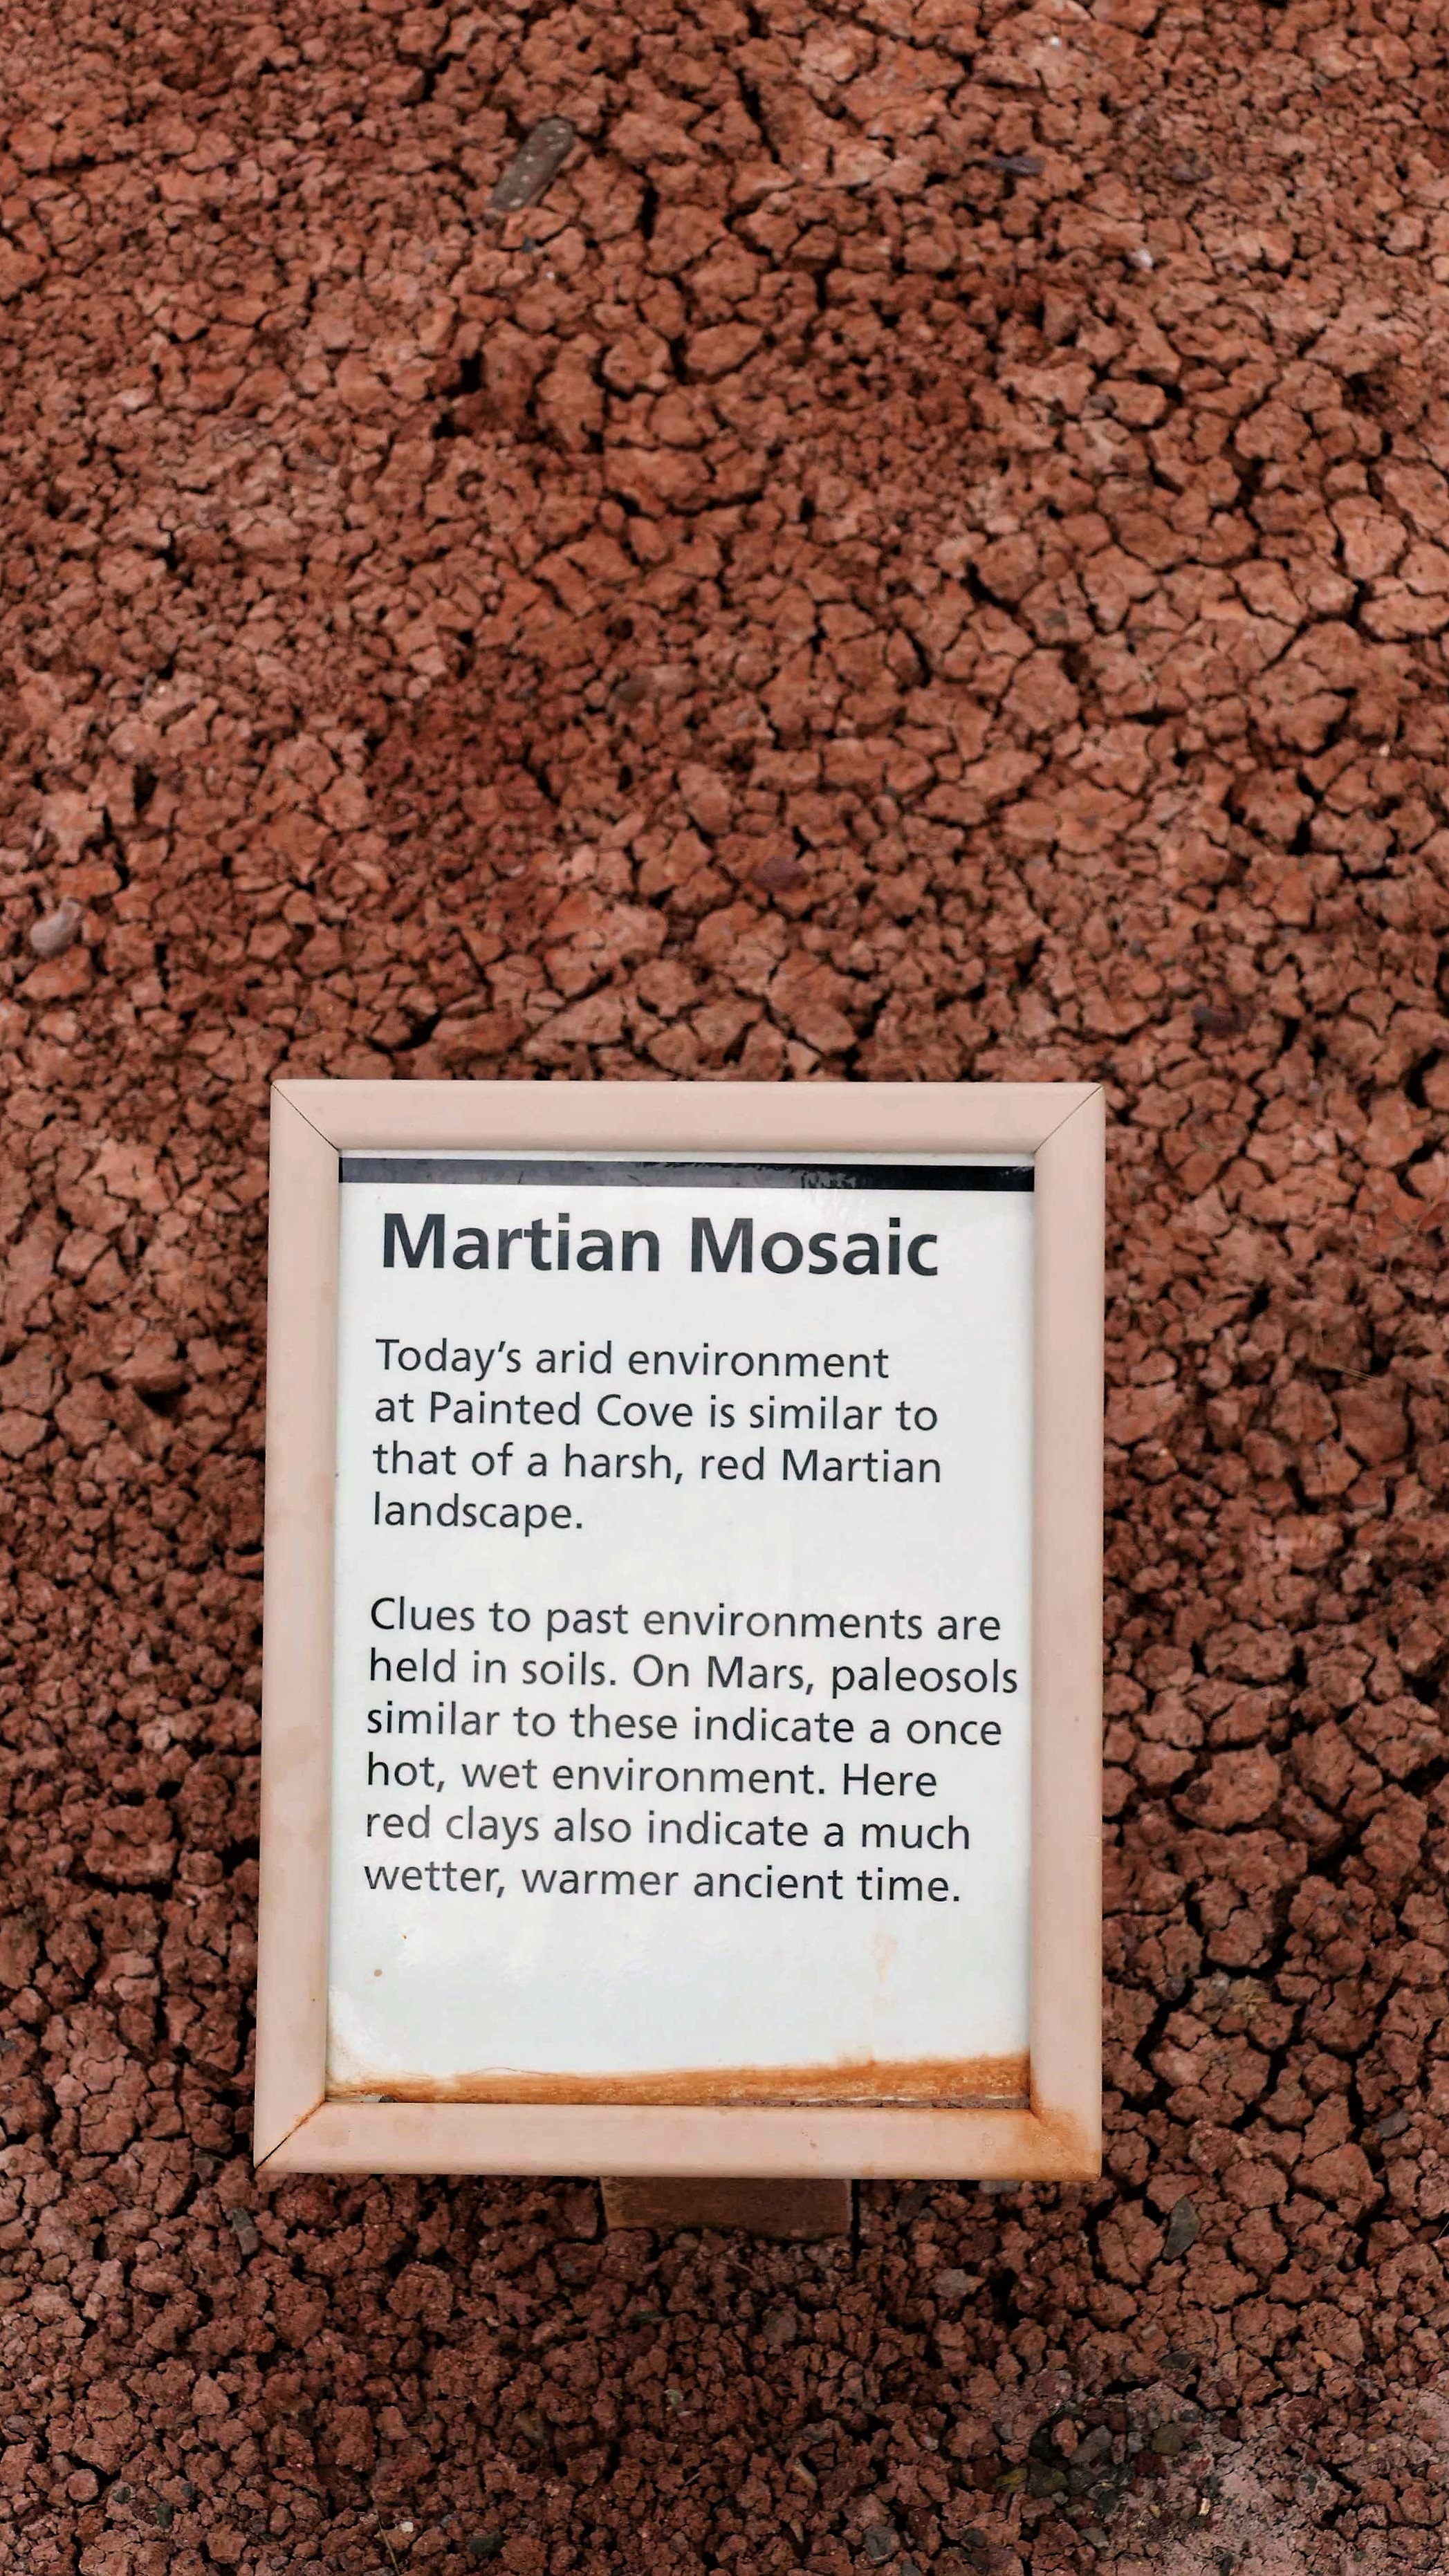 Martian Mosaic
Today's arid environment
at Painted Cove is similar to
that of a harsh, red Martian
landscape.
Clues to past environments are
held in soils. On Mars, paleosols
similar to these indicate a once
hot, wet environment. Here
red clays also indicate a much
wetter, warmer ancient time.